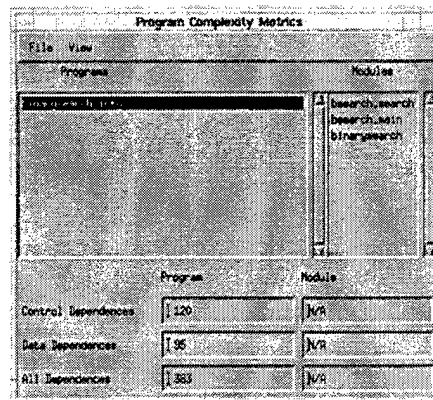 Program Complexity Metrics
File View
Programs Modules
bsearch.search
bsearch.main
binarysearch
Program Module
Control Dependences 120 N/A
Data Dependences 95 N/A
All Dependences 383 N/A